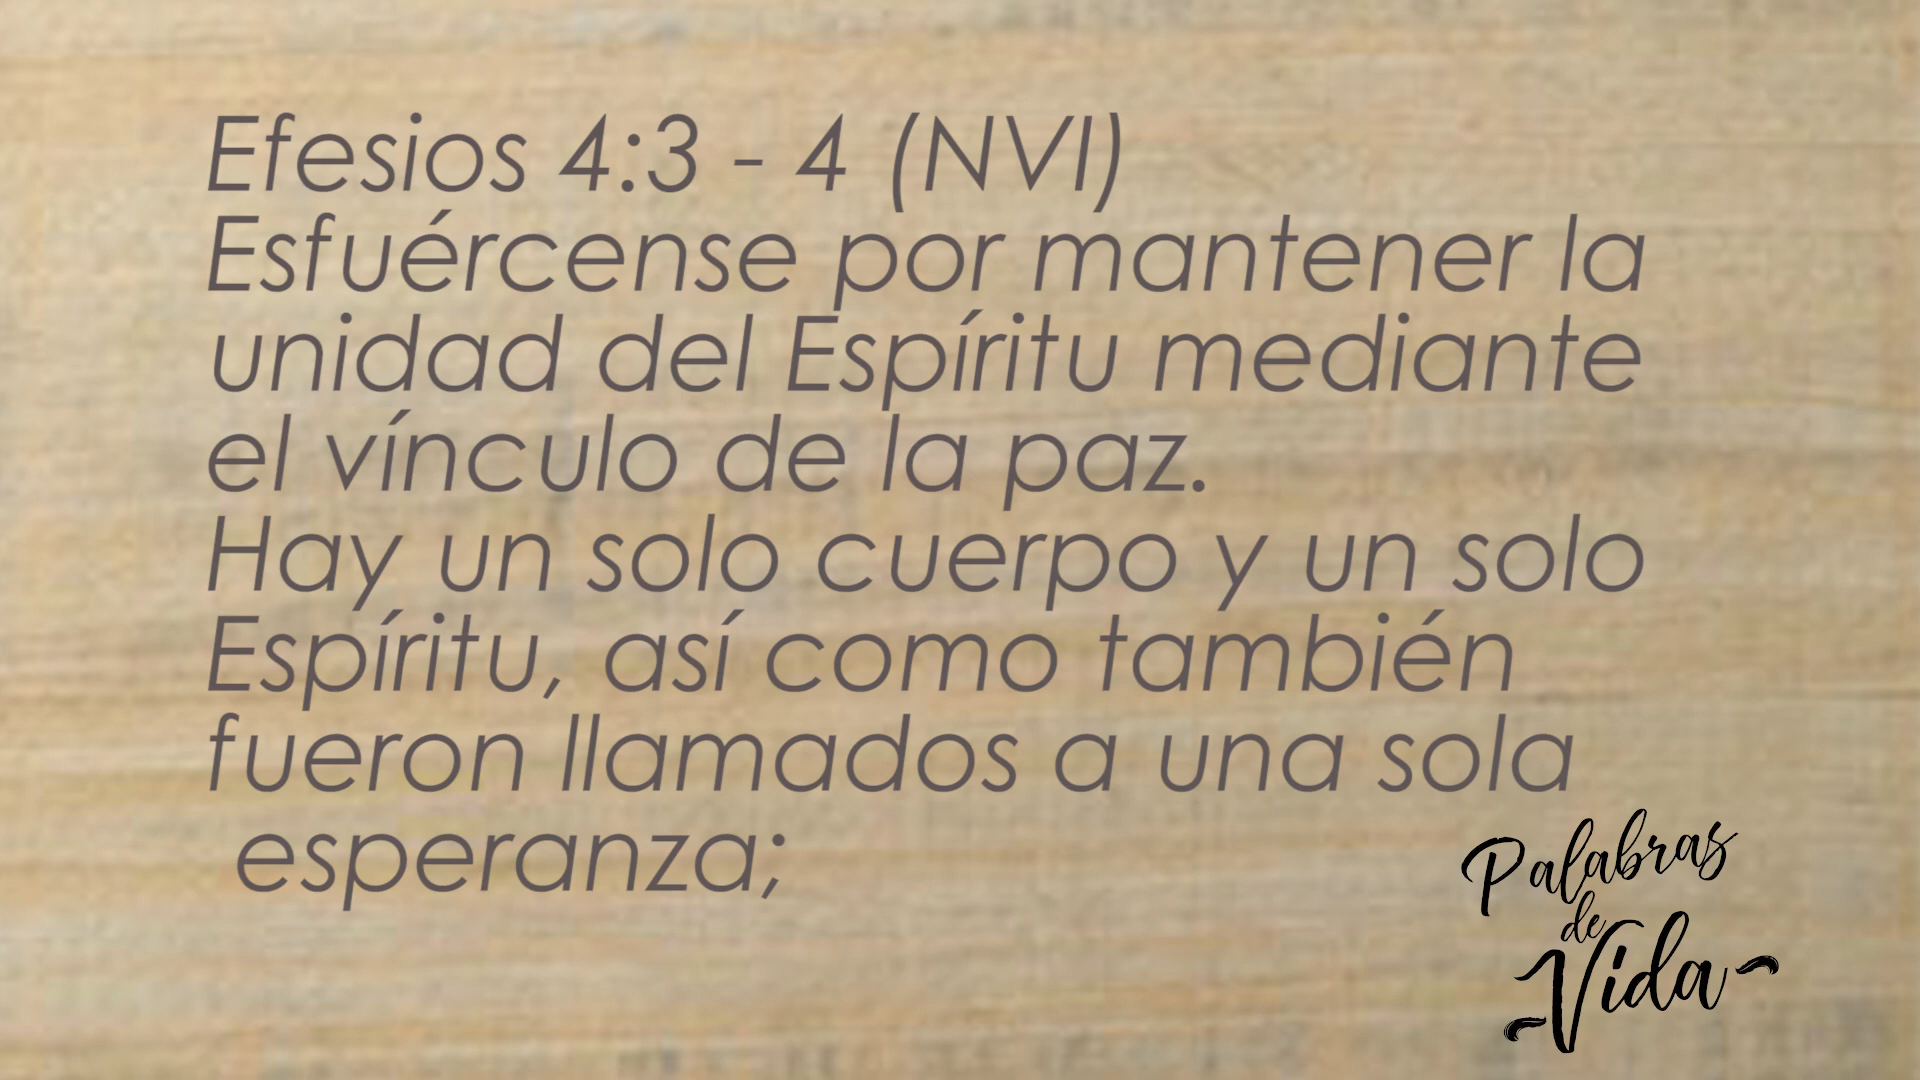 Efesios 4:3 - 4 (NVI)
Esfuércense por mantener la
unidad del Espíritu mediante
el vínculo de la paz.
Hay un solo cuerpo y un solo
Espíritu, así como también
fueron llamados a una sola
esperanza;
Palabras
de
Vida